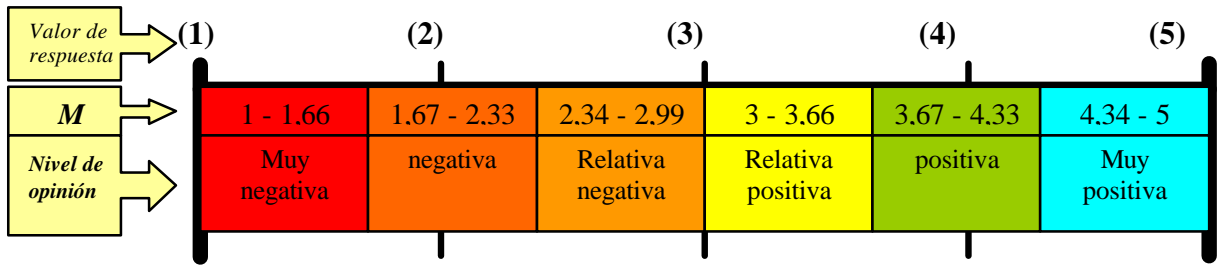 Valor de
respuesta
(1) (2) (3) (4) (5)
M
1 - 1,66 1,67 - 2,33 2,34 - 2,99 3 - 3,66 3,67 - 4,33 4,34 - 5
Nivel de
opinión
Muy
negativa
negativa
Relativa
negativa
Relativa
positiva
positiva
Muy
positiva